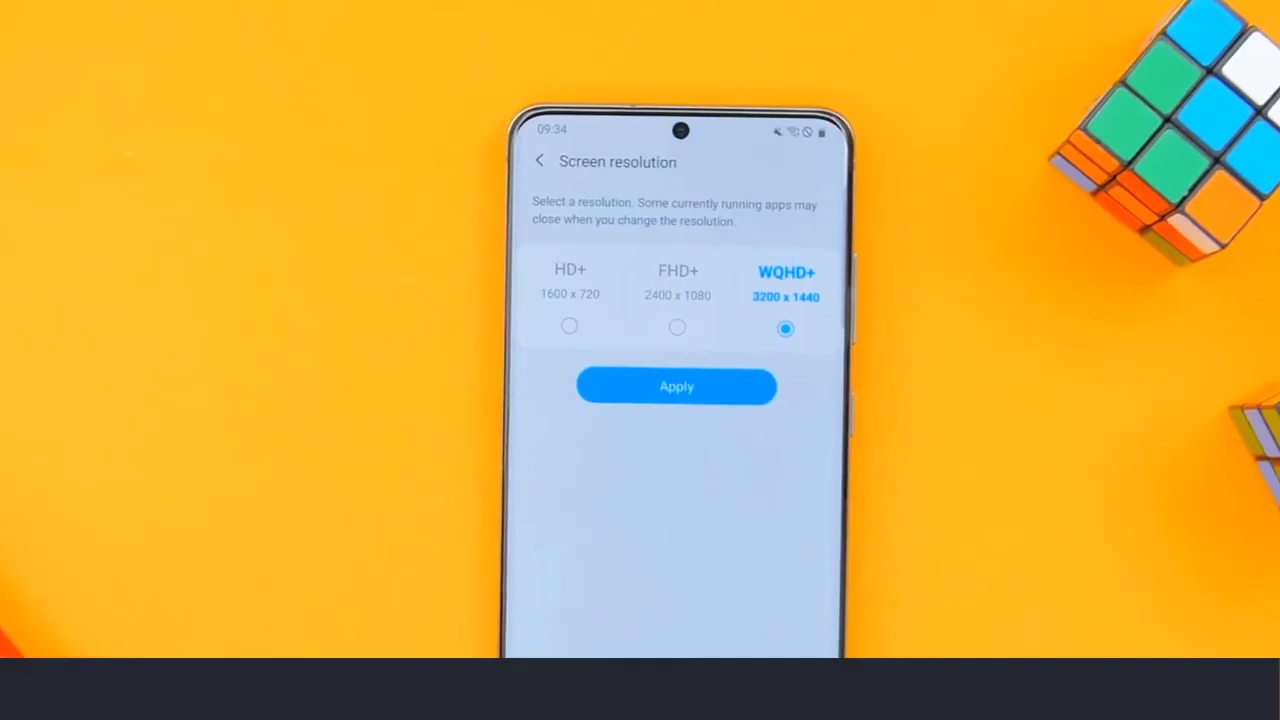 09:34
Screen resolution
Select a resolution. Some currently running apps may
close when you change the resolution.
HD+ FHD+ WQHD+
1600 x 720 2400 x 1080 3200 x 1440
Apply